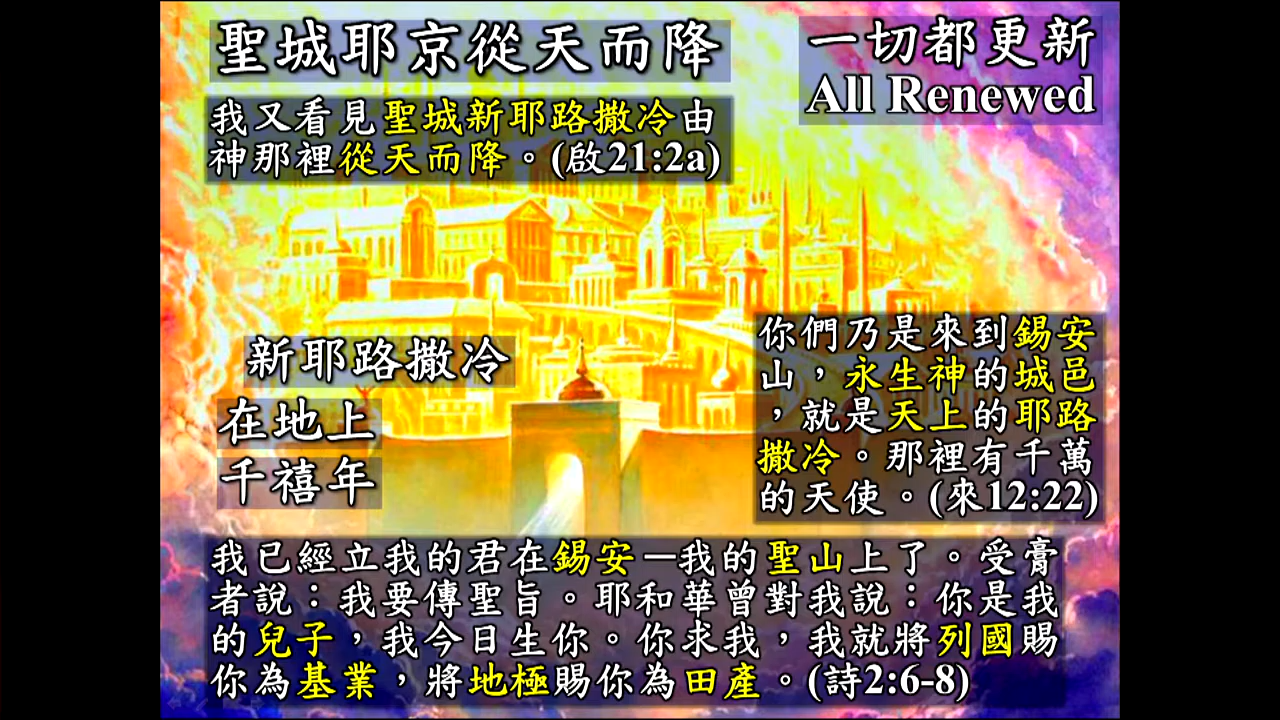 聖城耶京從天而降
一切都更新
All Renewed
我又看見聖城新耶路撒冷由
神那裡從天而降。(啟21:2a)
你們乃是來到錫安
山，永生神的城邑
，就是天上的耶路
撒冷。那裡有千萬
的天使。(來12:22)
新耶路撒冷
在地上
千禧年
我已經立我的君在錫安—我的聖山上了。受膏
者說：我要傳聖旨。耶和華曾對我說：你是我
的兒子，我今日生你。你求我，我就將列國賜
你為基業，將地極賜你為田產。(詩2:6-8)